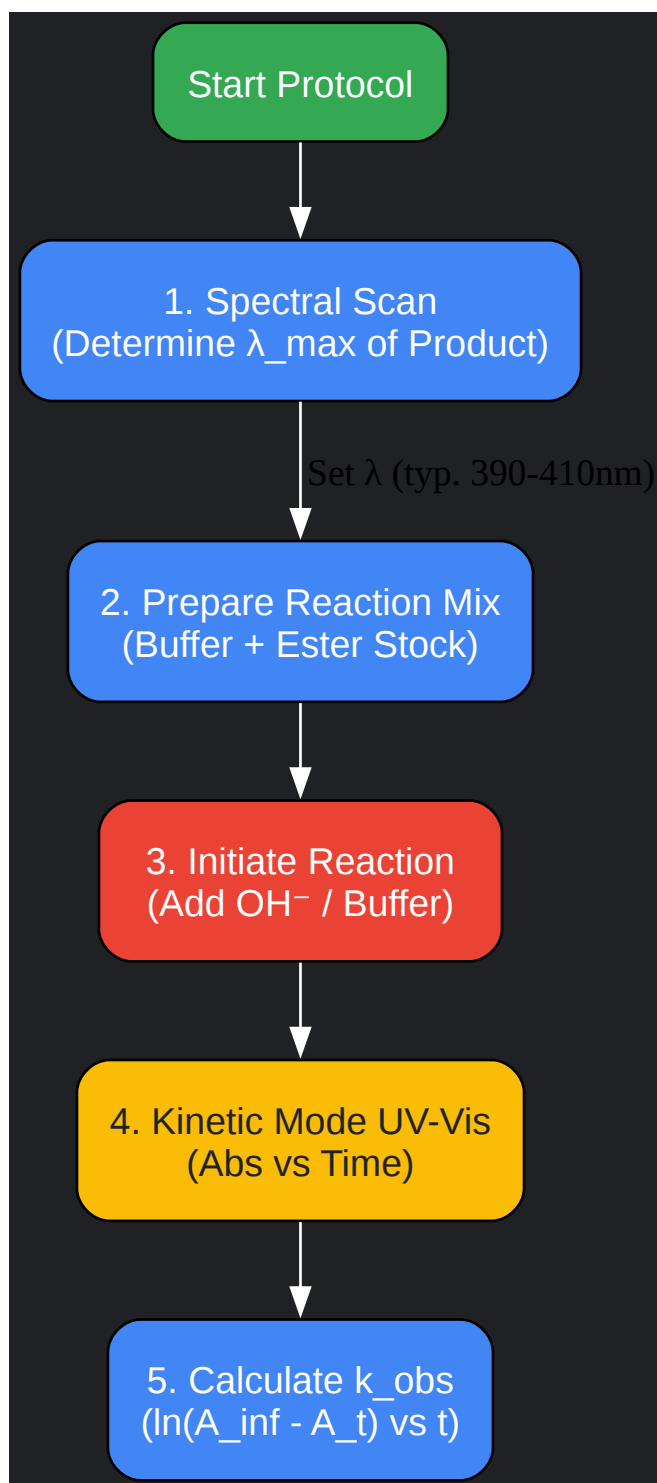 Start Protocol
1. Spectral Scan
(Determine λ_max of Product)
Set λ (typ. 390-410nm)
2. Prepare Reaction Mix
(Buffer + Ester Stock)
3. Initiate Reaction
(Add OH⁻ / Buffer)
4. Kinetic Mode UV-Vis
(Abs vs Time)
5. Calculate k_obs
(ln(A_inf - A_t) vs t)